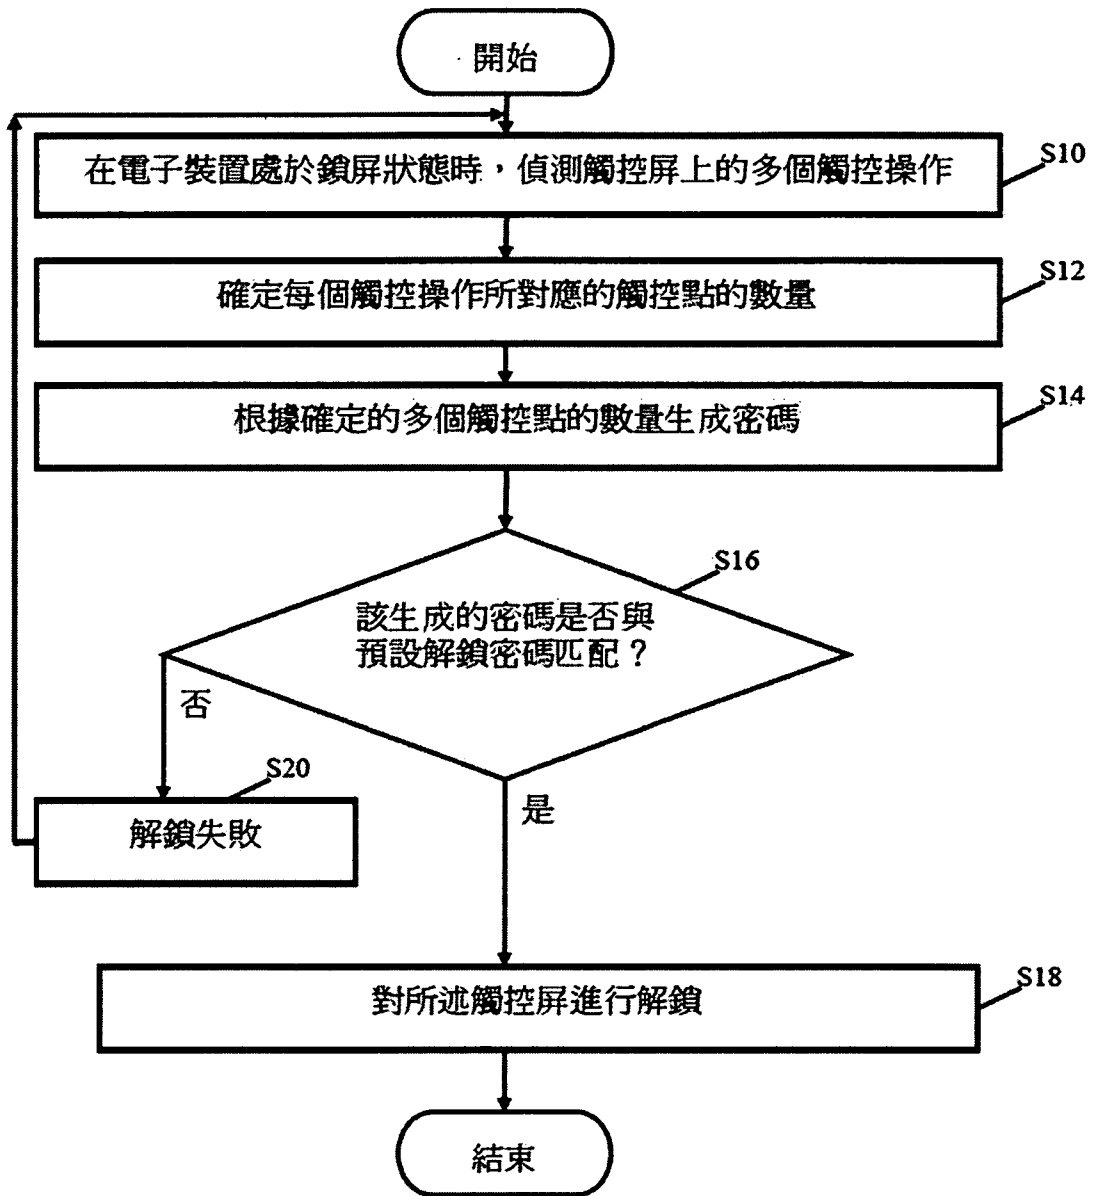 開始
在電子裝置處於鎖屏狀態時，偵測觸控屏上的多個觸控操作
S10
確定每個觸控操作所對應的觸控點的數量
S12
根據確定的多個觸控點的數量生成密碼
S14
S16
該生成的密碼是否與
預設解鎖密碼匹配？
否
S20
解鎖失敗
是
對所述觸控屏進行解鎖
S18
結束